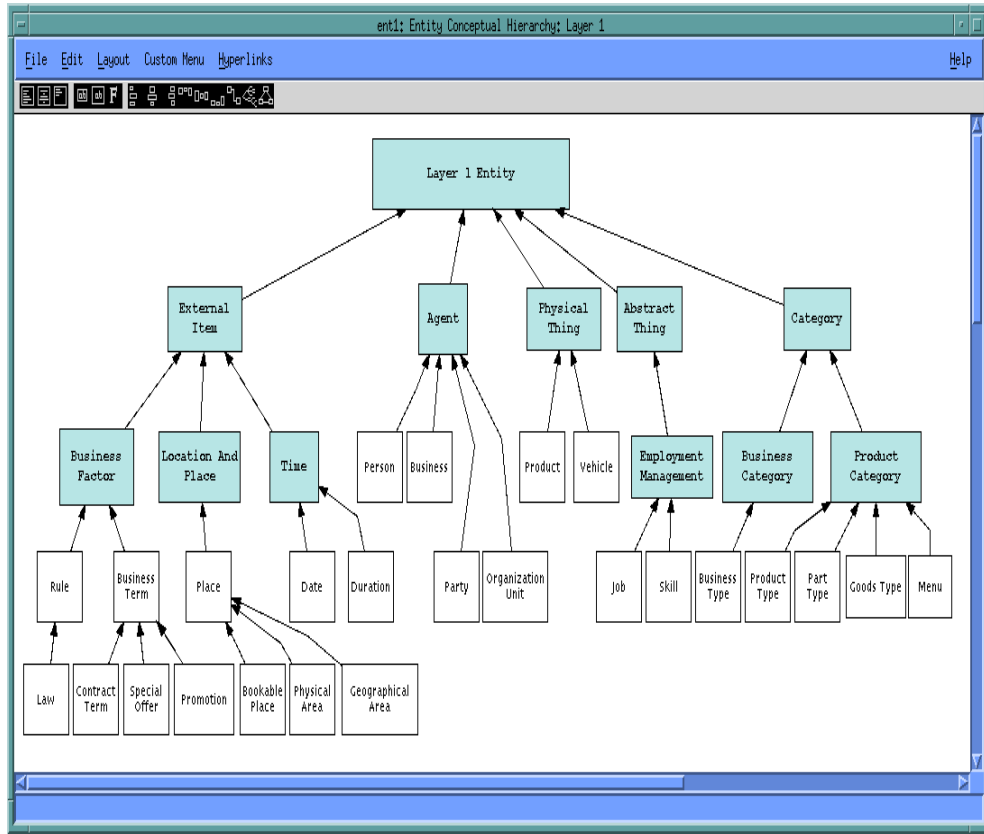 ent1: Entity Conceptual Hierarchy: Layer 1
File Edit Layout Custom Menu Hyperlinks Help
ab ab F
Layer 1 Entity
External
Item
Agent
Physical
Thing
Abstract
Thing
Category
Business
Factor
Location And
Place
Time
Person
Business
Product
Vehicle
Employment
Management
Business
Category
Product
Category
Rule
Business
Term
Place
Date
Duration
Party
Organization
Unit
Job
Skill
Business
Type
Product
Type
Part
Type
Goods Type
Menu
Law
Contract
Term
Special
Offer
Promotion
Bookable
Place
Physical
Area
Geographical
Area